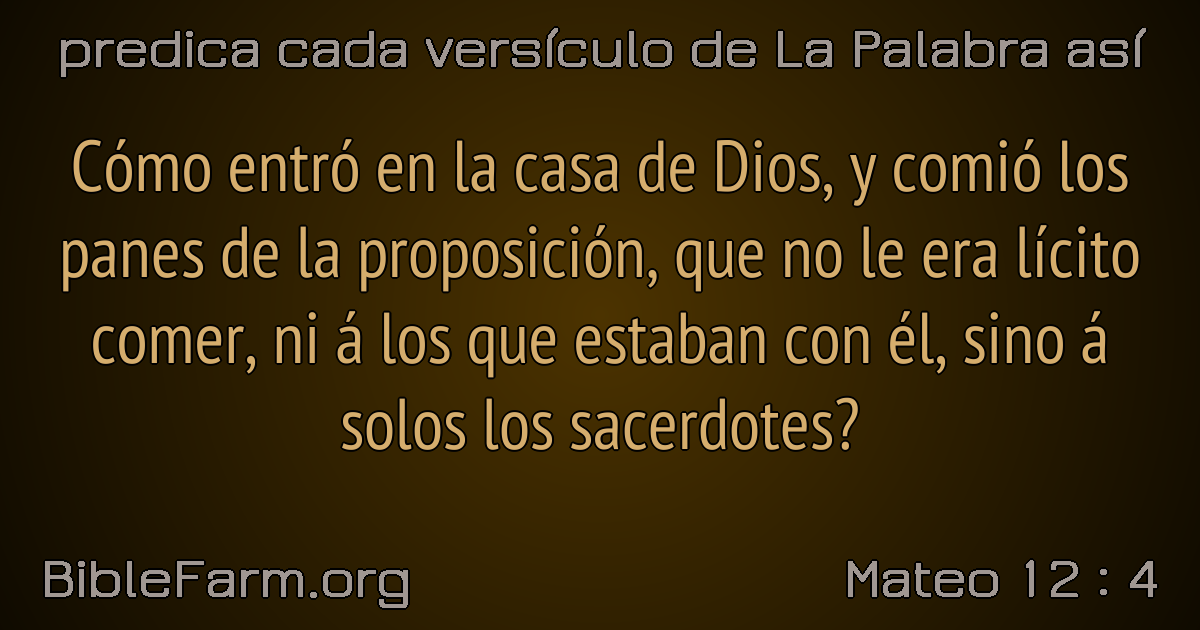 predica cada versículo de La Palabra así
Cómo entró en la casa de Dios, y comió los
panes de la proposición, que no le era lícito
comer, ni á los que estaban con él, sino á
solos los sacerdotes?
BibleFarm.org
Mateo 12 : 4